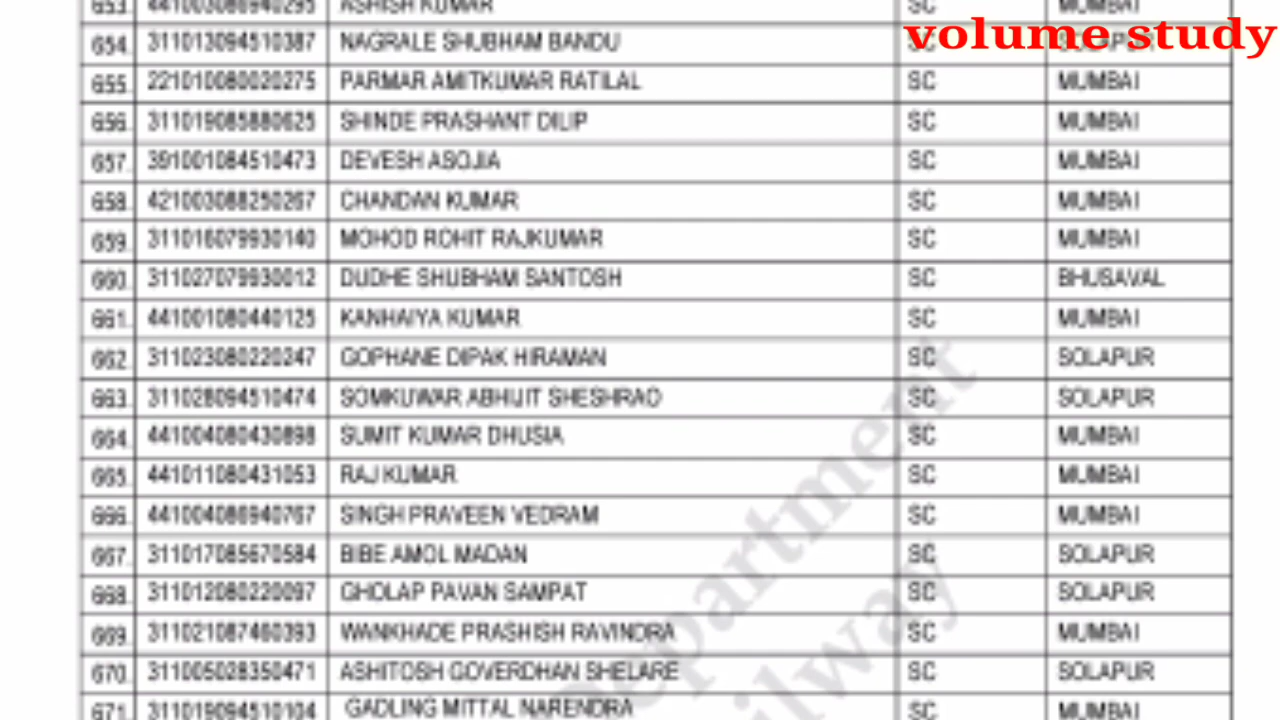 653. 441003086940295 ASHISH KUMAR SC MUMBAI
volume study
654. 311013094510387 NAGRALE SHUBHAM BANDU SC SOLAPUR
655. 221010080020275 PARMAR AMITKUMAR RATILAL SC MUMBAI
656. 311019085880625 SHINDE PRASHANT DILIP SC MUMBAI
657. 391001084510473 DEVESH ASOJIA SC MUMBAI
658. 421003088250267 CHANDAN KUMAR SC MUMBAI
659. 311016079930140 MOHOD ROHIT RAJKUMAR SC MUMBAI
660. 311027079930012 DUDHE SHUBHAM SANTOSH SC BHUSAVAL
661. 441001080440125 KANHAIYA KUMAR SC MUMBAI
662. 311023080220247 GOPHANE DIPAK HIRAMAN SC SOLAPUR
663. 311028094510474 SOMKUWAR ABHIJIT SHESHRAO SC SOLAPUR
664. 441004080430898 SUMIT KUMAR DHUSIA SC MUMBAI
665. 441011080431053 RAJ KUMAR SC MUMBAI
666. 441004086940767 SINGH PRAVEEN VEDRAM SC MUMBAI
667. 311017085670584 BIBE AMOL MADAN SC SOLAPUR
668. 311012080220097 GHOLAP PAVAN SAMPAT SC SOLAPUR
669. 311021087460393 WANKHADE PRASHISH RAVINDRA SC MUMBAI
670. 311005028350471 ASHITOSH GOVERDHAN SHELARE SC SOLAPUR
671. 311019094510104 GADLING MITTAL NARENDRA SC MUMBAI